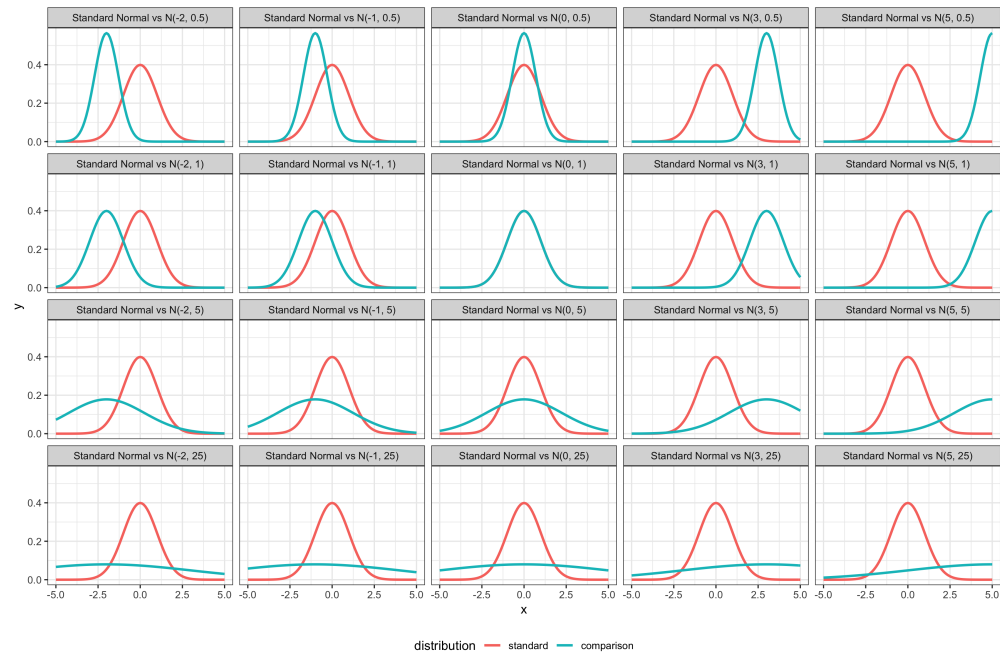 Standard Normal vs N(-2, 0.5) Standard Normal vs N(-1, 0.5) Standard Normal vs N(0, 0.5) Standard Normal vs N(3, 0.5) Standard Normal vs N(5, 0.5)
0.4
0.2
0.0
Standard Normal vs N(-2, 1) Standard Normal vs N(-1, 1) Standard Normal vs N(0, 1) Standard Normal vs N(3, 1) Standard Normal vs N(5, 1)
0.4
0.2
0.0
y
Standard Normal vs N(-2, 5) Standard Normal vs N(-1, 5) Standard Normal vs N(0, 5) Standard Normal vs N(3, 5) Standard Normal vs N(5, 5)
0.4
0.2
0.0
Standard Normal vs N(-2, 25) Standard Normal vs N(-1, 25) Standard Normal vs N(0, 25) Standard Normal vs N(3, 25) Standard Normal vs N(5, 25)
0.4
0.2
0.0
-5.0 -2.5 0.0 2.5 5.0 -5.0 -2.5 0.0 2.5 5.0 -5.0 -2.5 0.0 2.5 5.0 -5.0 -2.5 0.0 2.5 5.0 -5.0 -2.5 0.0 2.5 5.0
x
distribution standard comparison